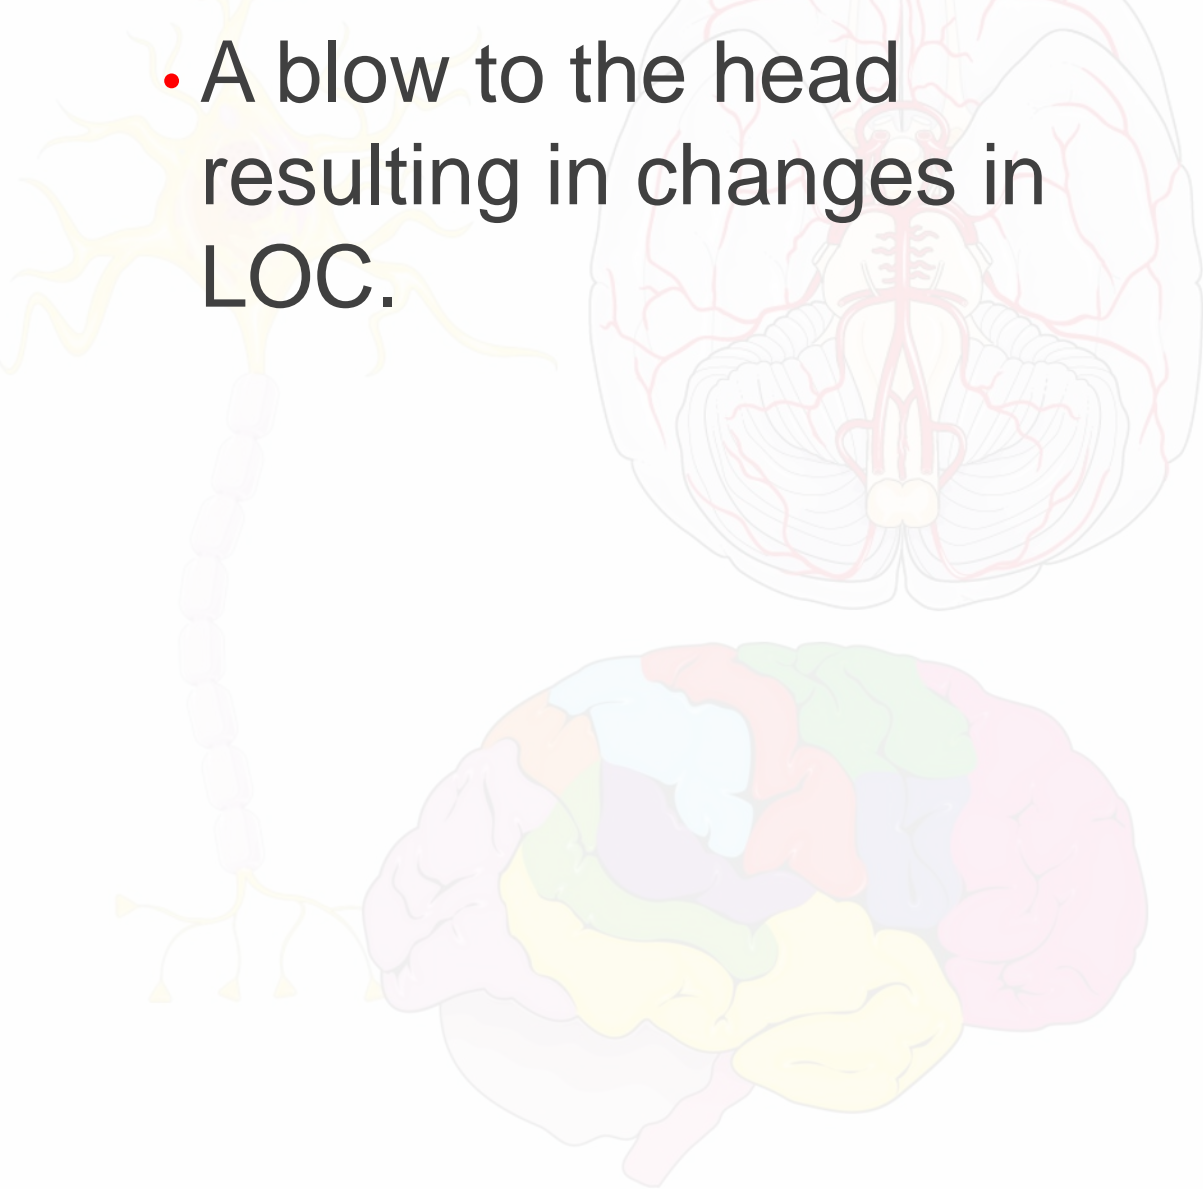 • A blow to the head
resulting in changes in
LOC.